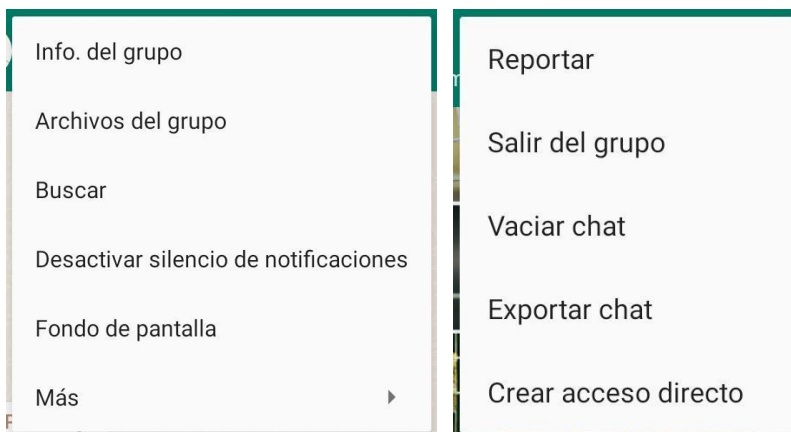 Info. del grupo
Archivos del grupo
Buscar
Desactivar silencio de notificaciones
Fondo de pantalla
Más
Reportar
Salir del grupo
Vaciar chat
Exportar chat
Crear acceso directo